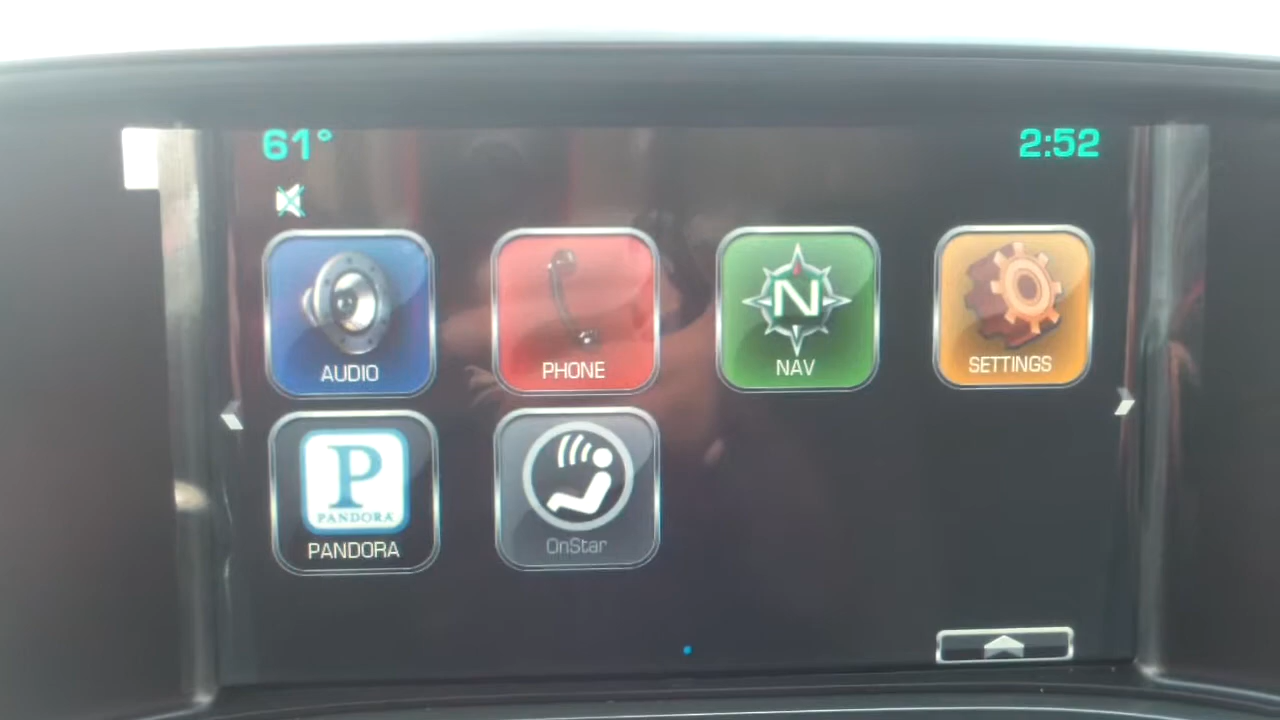 61°
2:52
AUDIO
PHONE
N
NAV
SETTINGS
P
PANDORA
PANDORA
OnStar